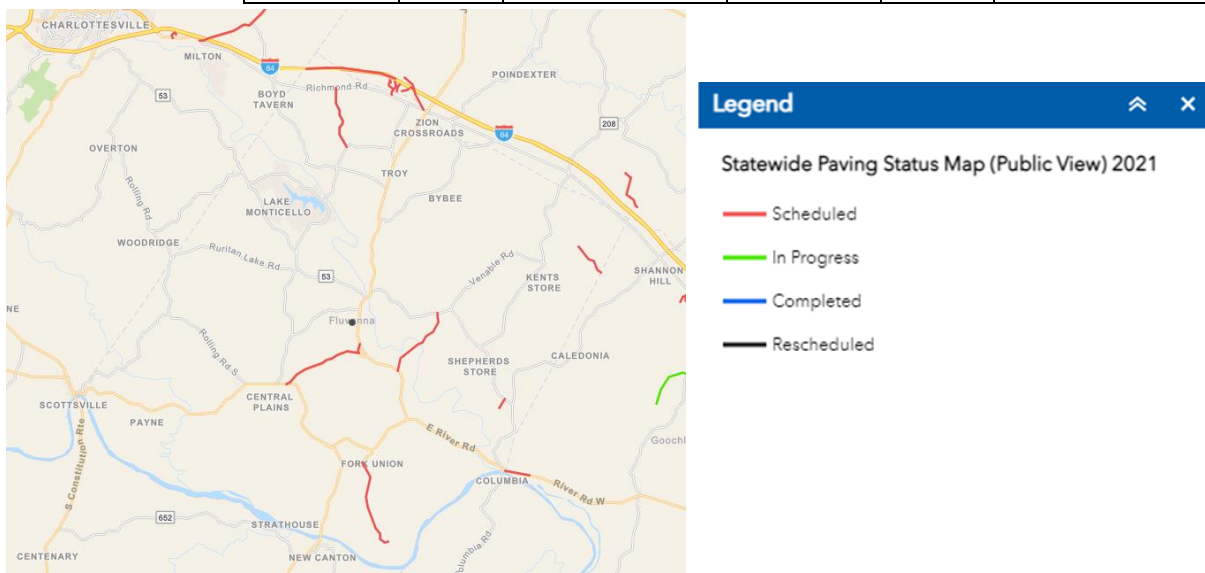 CHARLOTTESVILLE
MILTON
64
Richmond Rd
POINDEXTER
53
BOYD
TAVERN
ZION
CROSSROADS
64
208
OVERTON
TROY
Rolling Rd
LAKE
MONTICELLO
BYBEE
WOODRIDGE
Ruritan Lake Rd
Venable Rd
53
KENTS
STORE
SHANNON
HILL
NE
Fluvanna
Rolling Rd S
SHEPHERDS
STORE
CALEDONIA
CENTRAL
PLAINS
SCOTTSVILLE
PAYNE
E River Rd
Goochl
S Constitution Rte
FORK UNION
COLUMBIA
River Rd W
652
STRATHOUSE
Columbia Rd
CENTENARY
NEW CANTON
Legend
Statewide Paving Status Map (Public View) 2021
Scheduled
In Progress
Completed
Rescheduled